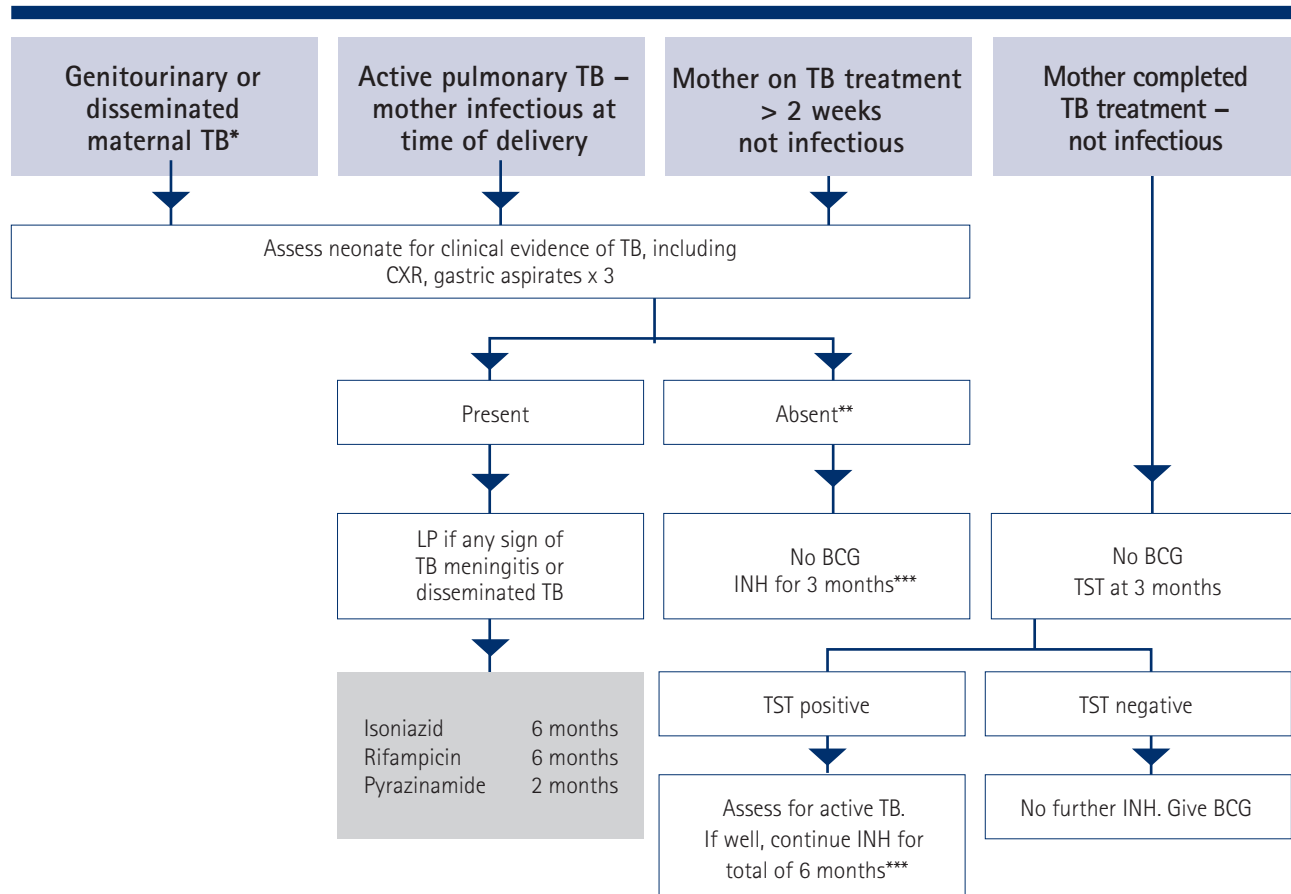 Genitourinary or
disseminated
maternal TB*
Active pulmonary TB –
mother infectious at
time of delivery
Mother on TB treatment
> 2 weeks
not infectious
Mother completed
TB treatment –
not infectious
Assess neonate for clinical evidence of TB, including
CXR, gastric aspirates x 3
Present
Absent**
LP if any sign of
TB meningitis or
disseminated TB
No BCG
INH for 3 months***
No BCG
TST at 3 months
Isoniazid 6 months
Rifampicin 6 months
Pyrazinamide 2 months
TST positive
TST negative
Assess for active TB.
If well, continue INH for
total of 6 months***
No further INH. Give BCG